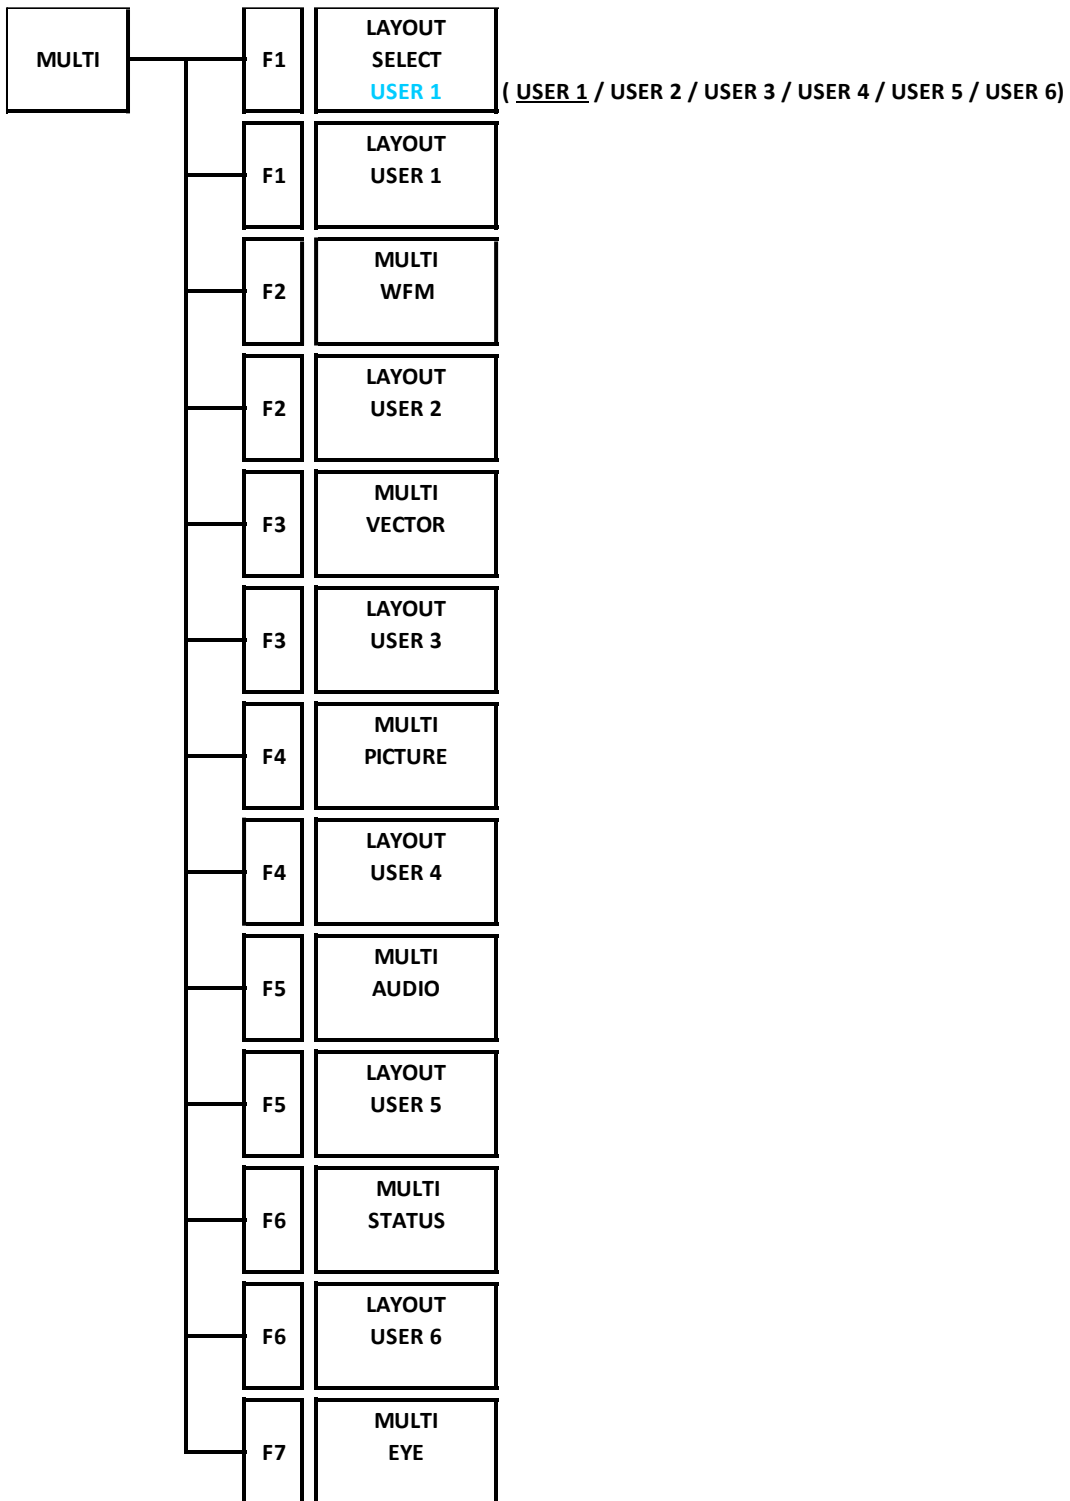 MULTI
F1
LAYOUT
SELECT
USER 1
( USER 1 / USER 2 / USER 3 / USER 4 / USER 5 / USER 6)
F1
LAYOUT
USER 1
F2
MULTI
WFM
F2
LAYOUT
USER 2
F3
MULTI
VECTOR
F3
LAYOUT
USER 3
F4
MULTI
PICTURE
F4
LAYOUT
USER 4
F5
MULTI
AUDIO
F5
LAYOUT
USER 5
F6
MULTI
STATUS
F6
LAYOUT
USER 6
F7
MULTI
EYE